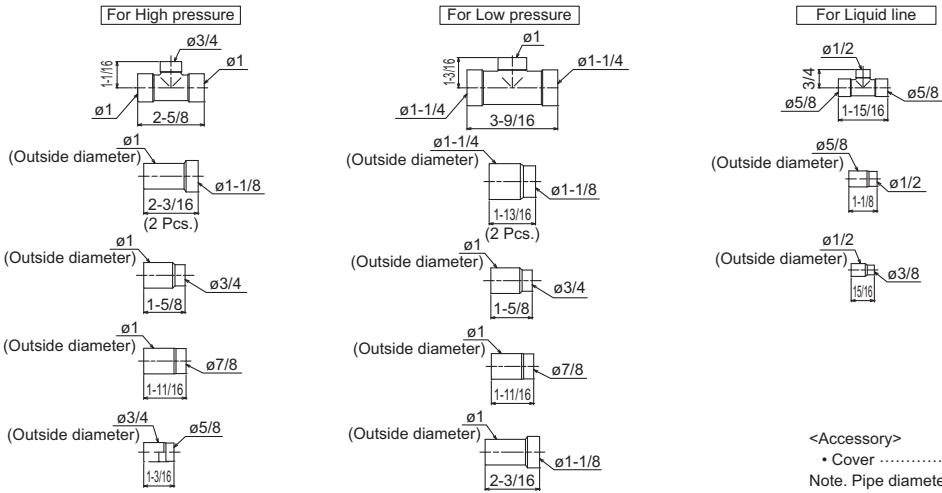 For High pressure
ø3/4
1-1/16
ø1
ø1
2-5/8
ø1
(Outside diameter)
ø1-1/8
2-3/16
(2 Pcs.)
ø1
(Outside diameter)
ø3/4
1-5/8
ø1
(Outside diameter)
ø7/8
1-11/16
ø3/4
(Outside diameter)
ø5/8
1-3/16
For Low pressure
ø1
1-3/16
ø1-1/4
ø1-1/4
3-9/16
ø1-1/4
(Outside diameter)
ø1-1/8
1-13/16
(2 Pcs.)
ø1
(Outside diameter)
ø3/4
1-5/8
ø1
(Outside diameter)
ø7/8
1-11/16
ø1
(Outside diameter)
ø1-1/8
2-3/16
For Liquid line
ø1/2
3/4
ø5/8
ø5/8
1-15/16
ø5/8
(Outside diameter)
ø1/2
1-1/8
ø1/2
(Outside diameter)
ø3/8
15/16
<Accessory>
• Cover ············
Note. Pipe diamete